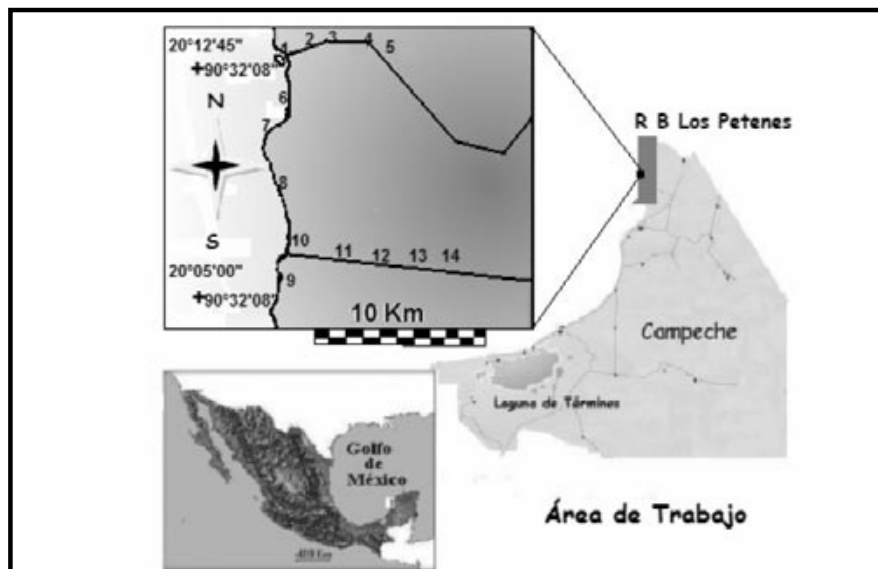 20°12'45"
+90°32'08"
1
2
3
4
5
6
7
8
9
10
11
12
13
14
N
S
20°05'00"
+90°32'08"
10 Km
R B Los Petenes
Campeche
Laguna de Términos
Golfo
de
México
Área de Trabajo